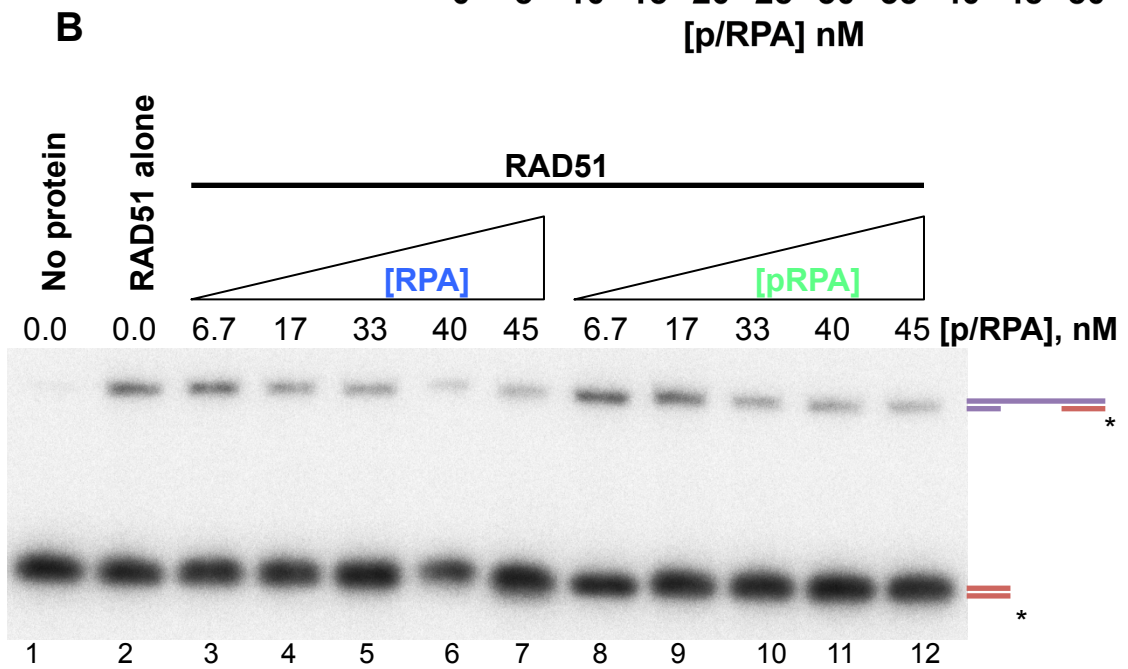 B
[p/RPA] nM
No protein
RAD51 alone
RAD51
[RPA] [pRPA]
0.0 0.0 6.7 17 33 40 45 6.7 17 33 40 45 [p/RPA], nM
*
*
1 2 3 4 5 6 7 8 9 10 11 12